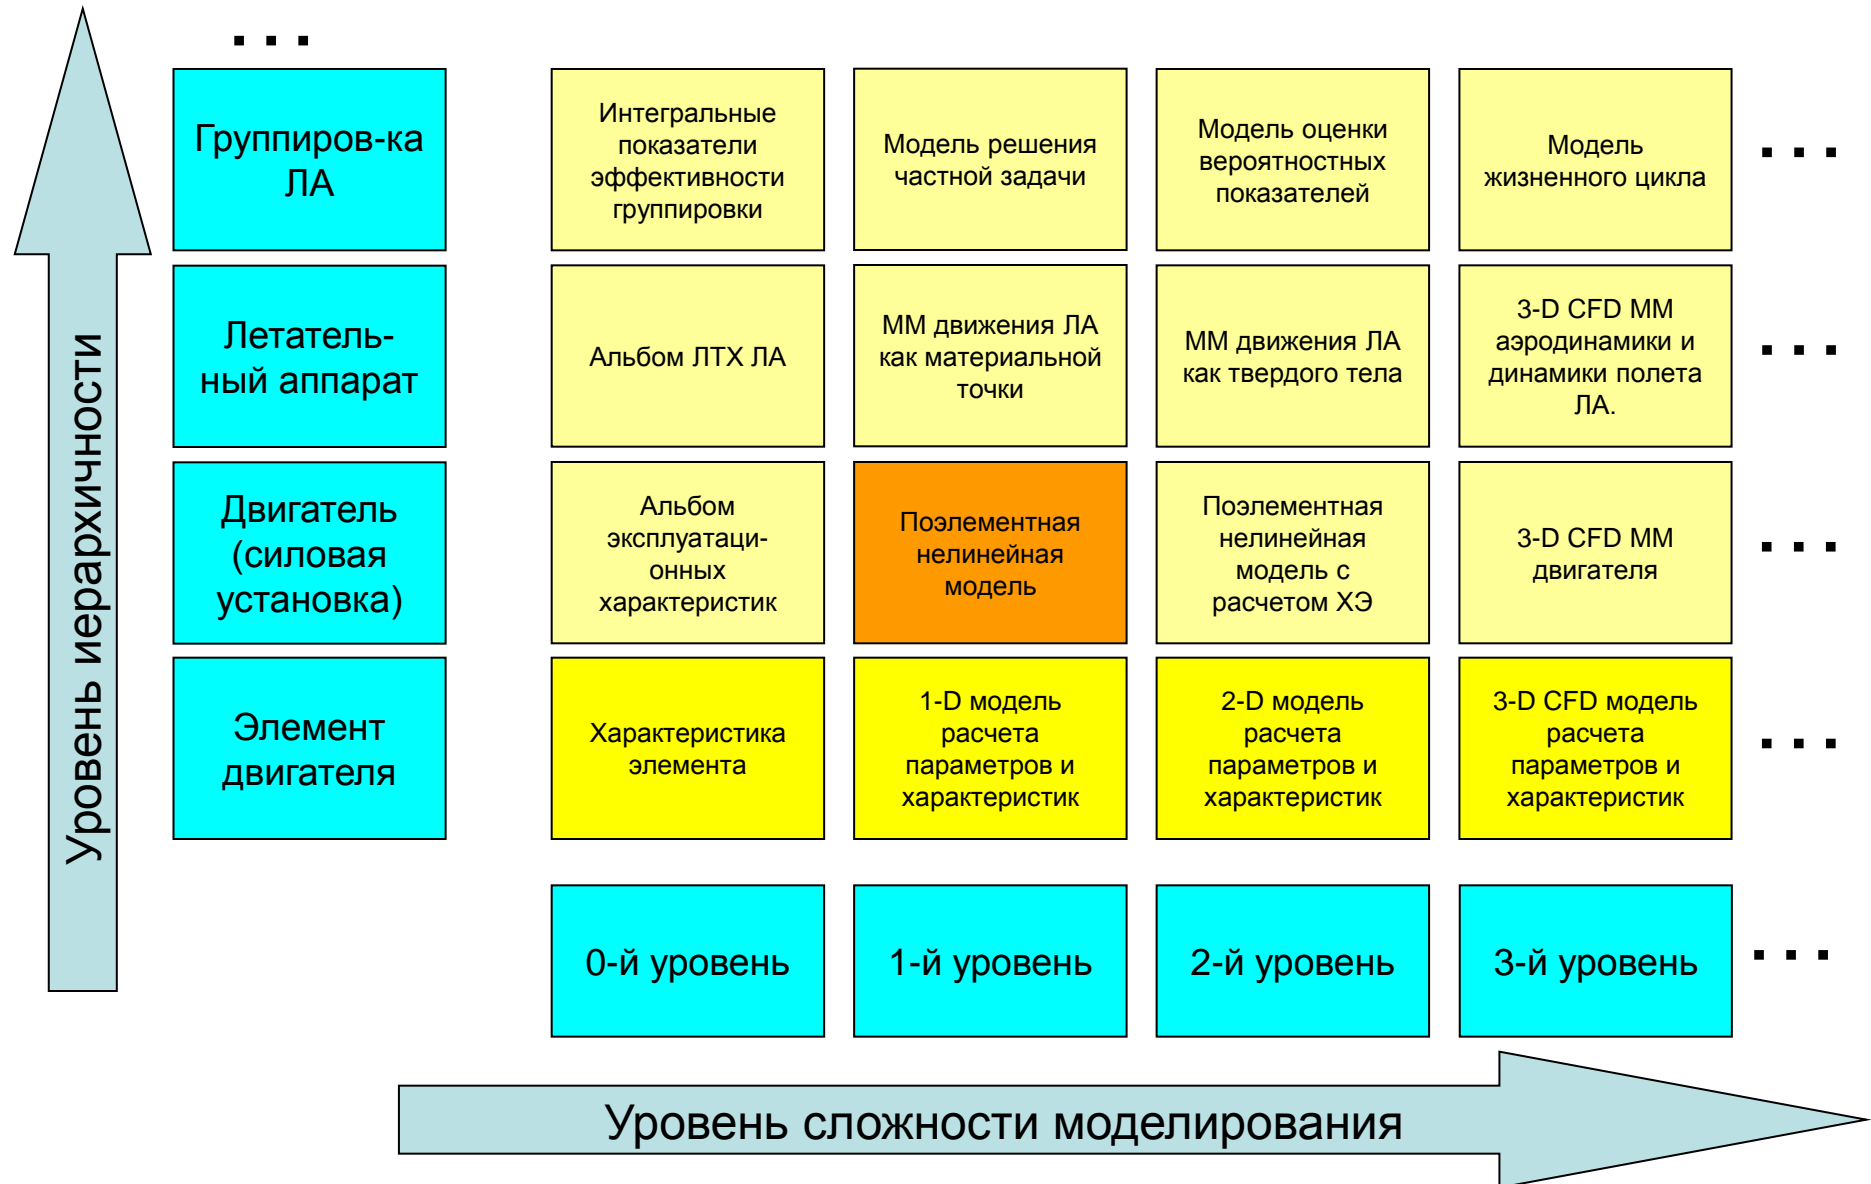 . . .
Группиров-ка
ЛА
Интегральные
показатели
эффективности
группировки
Модель решения
частной задачи
Модель оценки
вероятностных
показателей
Модель
жизненного цикла
. . .
Летатель-
ный аппарат
Альбом ЛТХ ЛА
ММ движения ЛА
как материальной
точки
ММ движения ЛА
как твердого тела
3-D CFD ММ
аэродинамики и
динамики полета
ЛА.
. . .
Двигатель
(силовая
установка)
Альбом
эксплуатаци-
онных
характеристик
Поэлементная
нелинейная
модель
Поэлементная
нелинейная
модель с
расчетом ХЭ
3-D CFD ММ
двигателя
. . .
Элемент
двигателя
Характеристика
элемента
1-D модель
расчета
параметров и
характеристик
2-D модель
расчета
параметров и
характеристик
3-D CFD модель
расчета
параметров и
характеристик
. . .
Уровень иерархичности
0-й уровень
1-й уровень
2-й уровень
3-й уровень
. . .
Уровень сложности моделирования